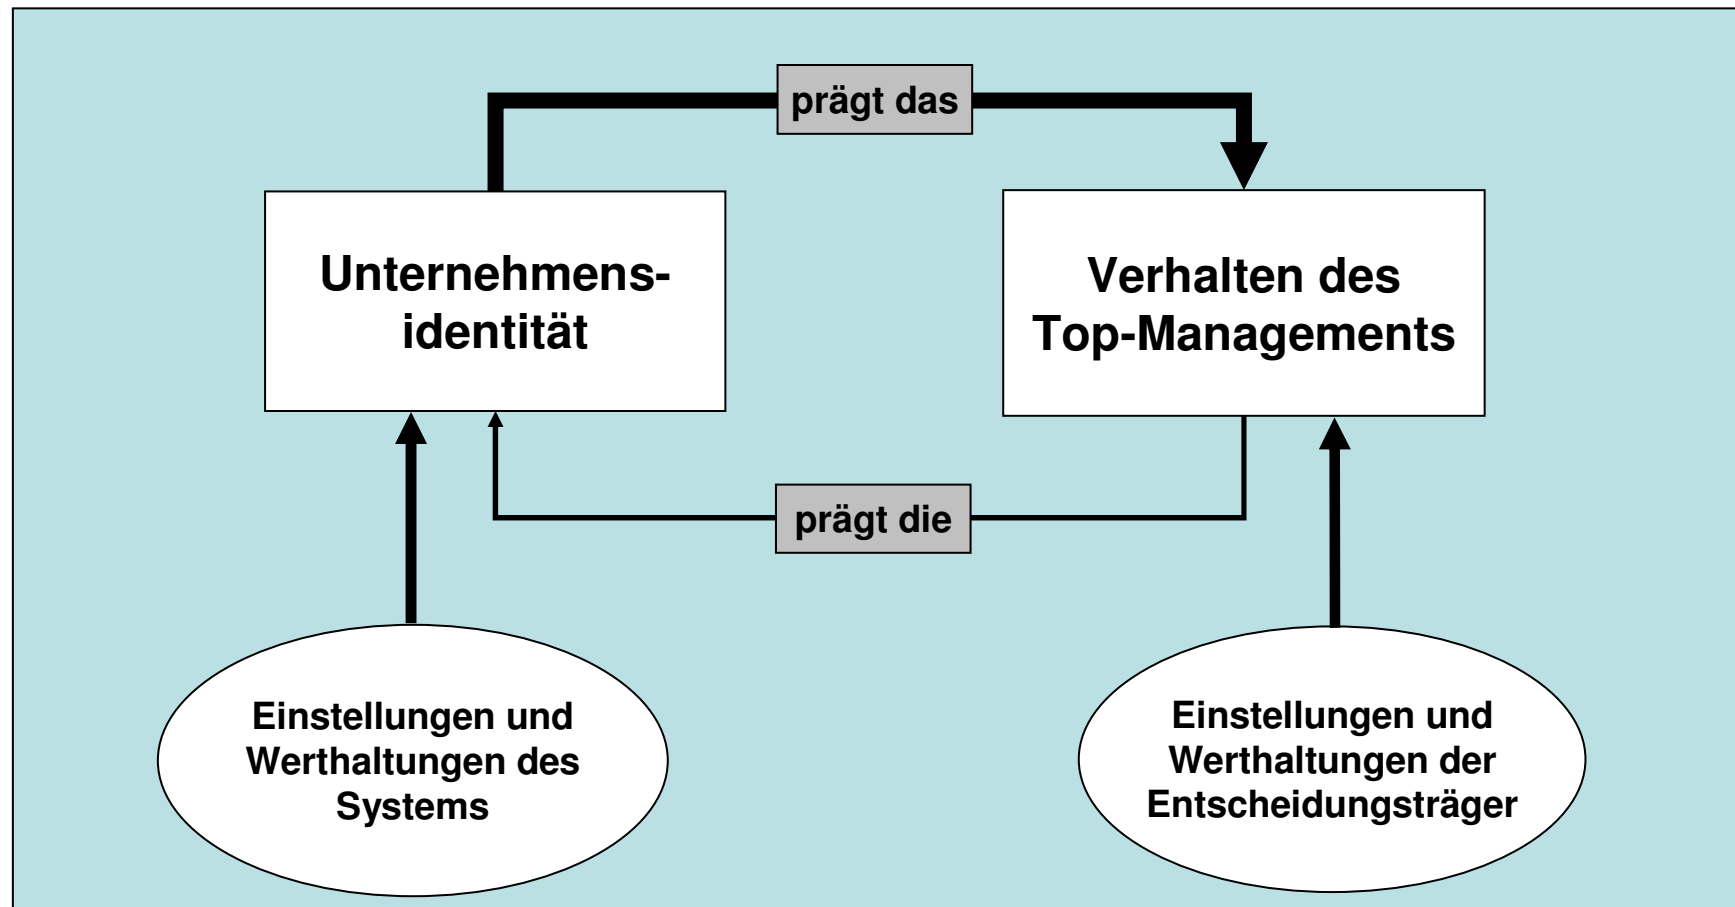 prägt das
Unternehmens-
identität
Verhalten des
Top-Managements
prägt die
Einstellungen und
Werthaltungen des
Systems
Einstellungen und
Werthaltungen der
Entscheidungsträger